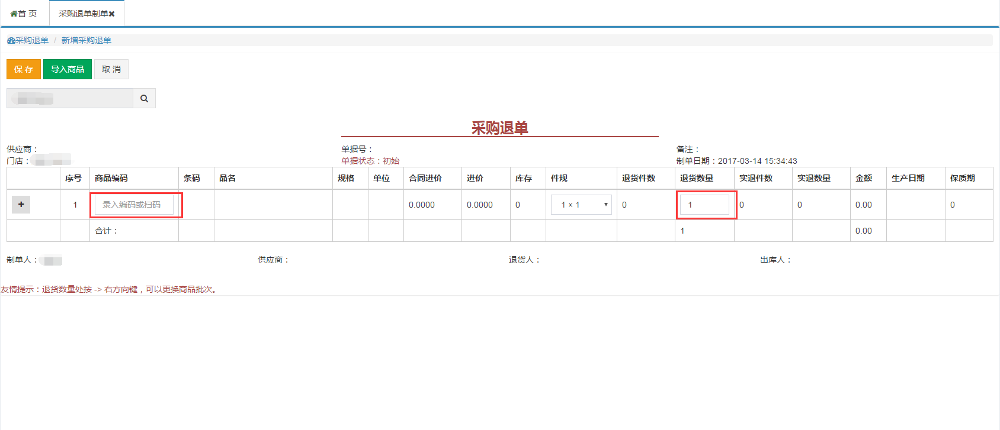 首 页 采购退单制单
采购退单 / 新增采购退单
保 存 导入商品 取 消
采购退单
供应商： 单据号： 备注：
门店： 单据状态：初始 制单日期：2017-03-14 15:34:43
序号 商品编码 条码 品名 规格 单位 合同进价 进价 库存 件规 退货件数 退货数量 实退件数 实退数量 金额 生产日期 保质期
1 录入编码或扫码 0.0000 0.0000 0 1 × 1 0 1 0 0 0.00 0
合计： 1 0.00
制单人： 供应商： 退货人： 出库人：
友情提示：退货数量处按 -> 右方向键，可以更换商品批次。